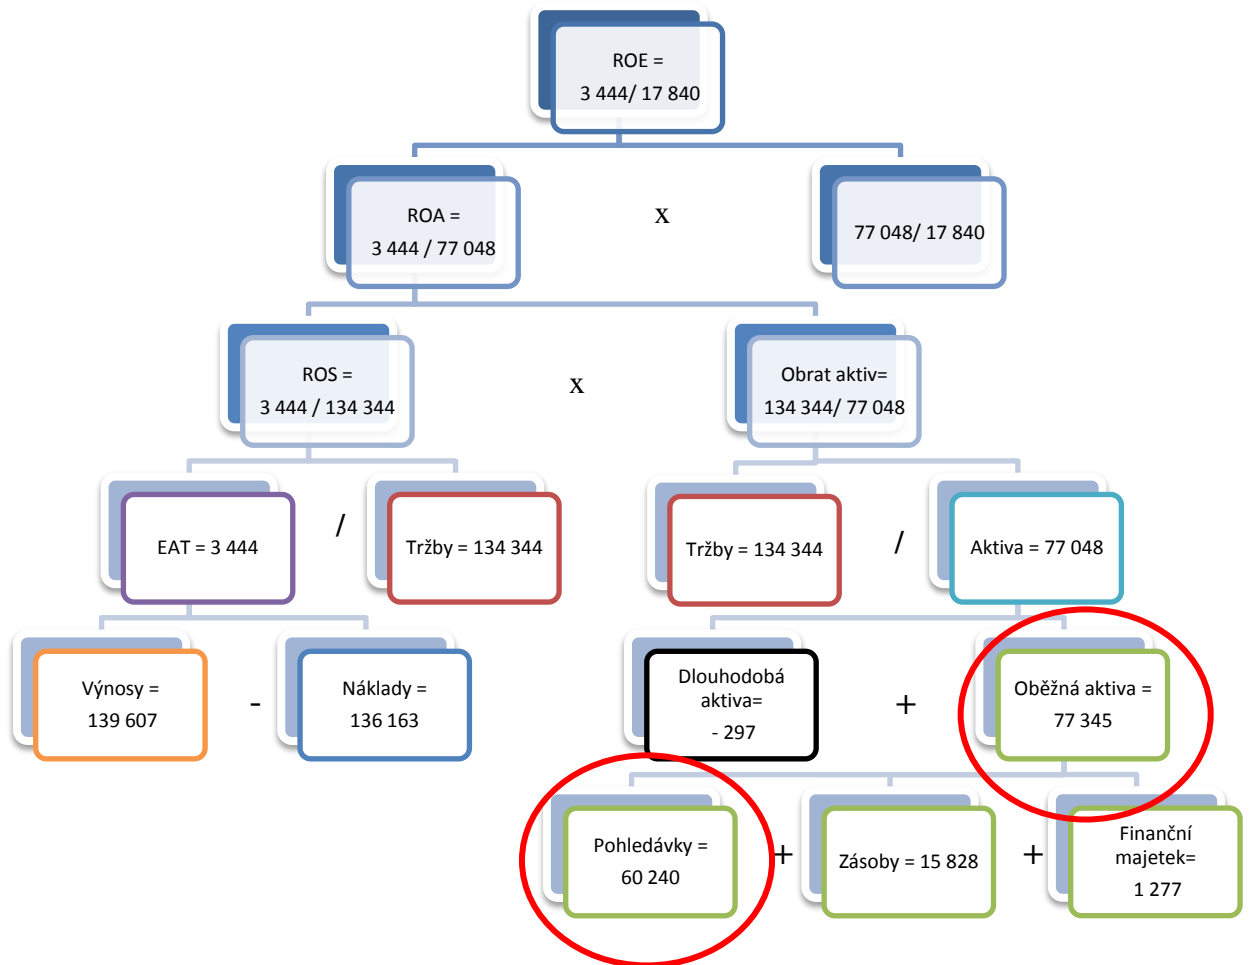 ROE =
3 444/ 17 840
ROA =
3 444 / 77 048
x
77 048/ 17 840
ROS =
3 444 / 134 344
x
Obrat aktiv=
134 344/ 77 048
EAT = 3 444
/
Tržby = 134 344
Tržby = 134 344
/
Aktiva = 77 048
Výnosy =
139 607
-
Náklady =
136 163
Dlouhodobá
aktiva=
- 297
+
Oběžná aktiva =
77 345
Pohledávky =
60 240
+
Zásoby = 15 828
+
Finanční
majetek=
1 277